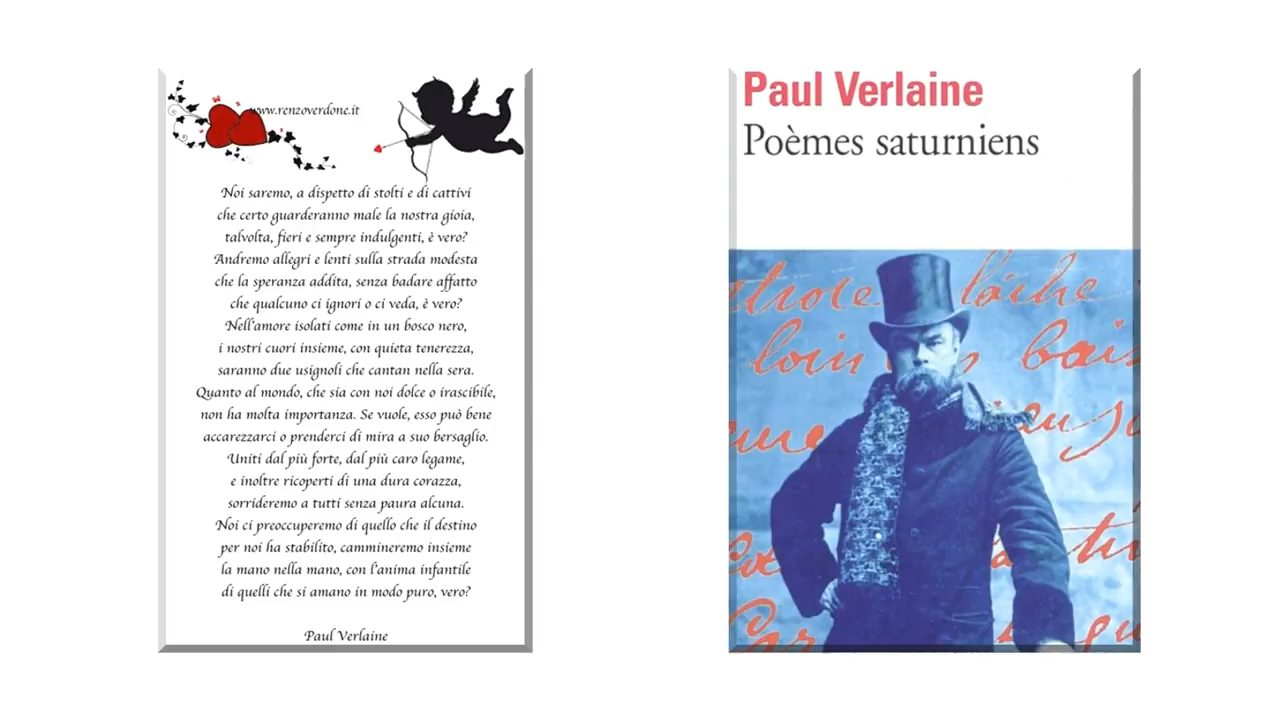 www.renzoverdone.it
Noi saremo, a dispetto di stolti e di cattivi
che certo guarderanno male la nostra gioia,
talvolta, fieri e sempre indulgenti, è vero?
Andremo allegri e lenti sulla strada modesta
che la speranza addita, senza badare affatto
che qualcuno ci ignori o ci veda, è vero?
Nell'amore isolati come in un bosco nero,
i nostri cuori insieme, con quieta tenerezza,
saranno due usignoli che cantan nella sera.
Quanto al mondo, che sia con noi dolce o irascibile,
non ha molta importanza. Se vuole, esso può bene
accarezzarci o prenderci di mira a suo bersaglio.
Uniti dal più forte, dal più caro legame,
e inoltre ricoperti di una dura corazza,
sorrideremo a tutti senza paura alcuna.
Noi ci preoccuperemo di quello che il destino
per noi ha stabilito, cammineremo insieme
la mano nella mano, con l'anima infantile
di quelli che si amano in modo puro, vero?
Paul Verlaine
Paul Verlaine
Poèmes saturniens
lâche
loin bais